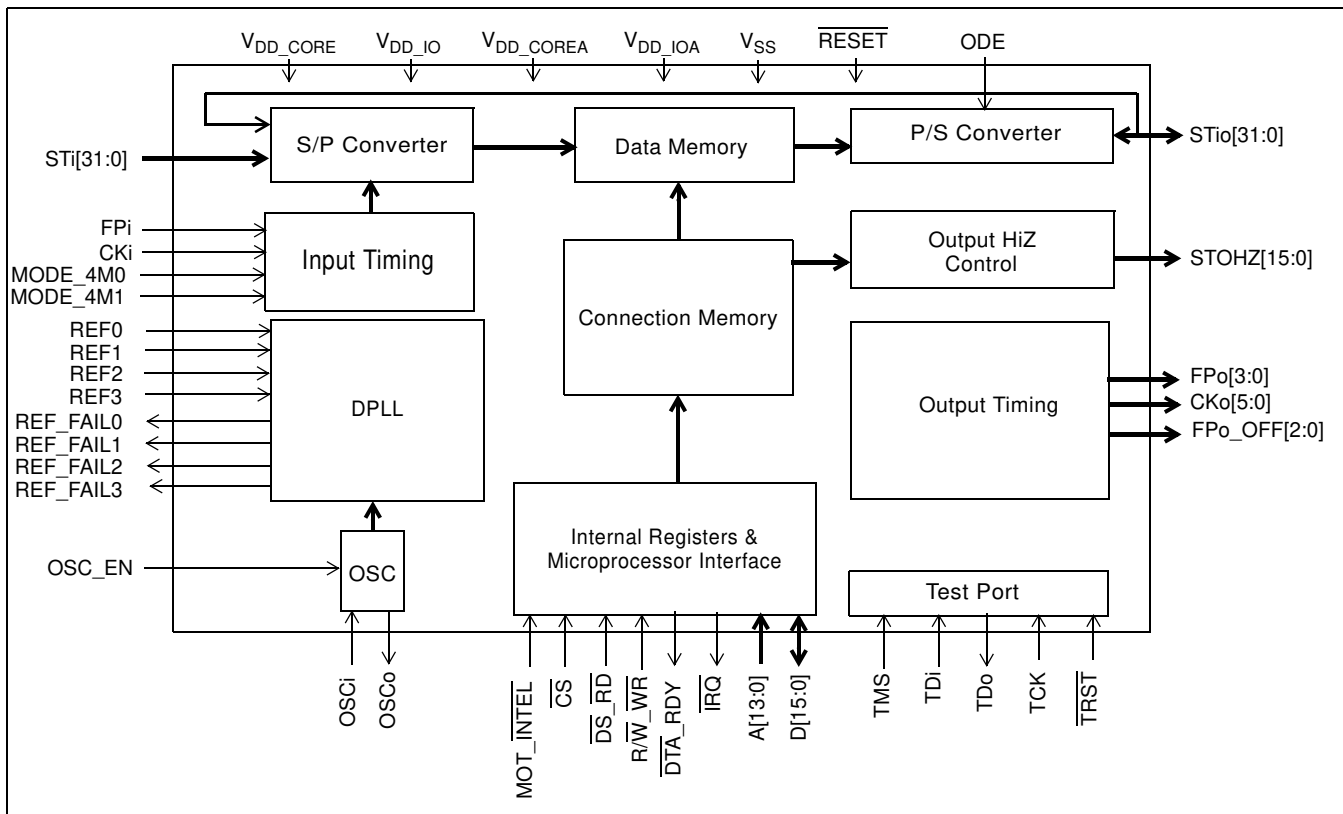 VDD_CORE VDD_IO VDD_COREA VDD_IOA VSS RESET ODE
STi[31:0]
S/P Converter
Data Memory
P/S Converter
STio[31:0]
FPi
CKi
MODE_4M0
MODE_4M1
Input Timing
Output HiZ
Control
STOHZ[15:0]
REF0
REF1
REF2
REF3
REF_FAIL0
REF_FAIL1
REF_FAIL2
REF_FAIL3
DPLL
Connection Memory
Output Timing
FPo[3:0]
CKo[5:0]
FPo_OFF[2:0]
OSC_EN
OSC
Internal Registers &
Microprocessor Interface
Test Port
OSCi
OSCo
MOT_INTEL
CS
DS_RD
R/W_WR
DTA_RDY
IRQ
A[13:0]
D[15:0]
TMS
TDi
TDo
TCK
TRST